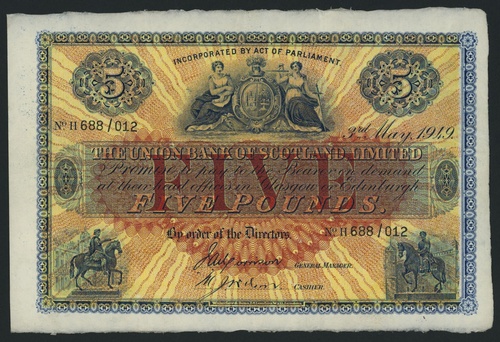 INCORPORATED BY ACT OF PARLIAMENT.
5 5
No H 688/012
3rd May, 1919.
THE UNION BANK OF SCOTLAND LIMITED
Promise to pay to the Bearer on demand
at their head offices in Glasgow or Edinburgh
FIVE
FIVE POUNDS.
By order of the Directors. No H 688/012
GENERAL MANAGER.
CASHIER.